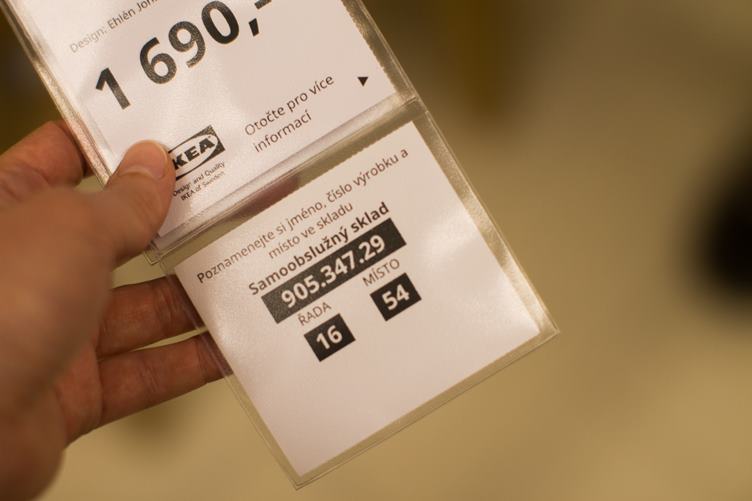 Design: Ehlén Joh
1 690,-
Otočte pro více
informací
IKEA
Design and Quality
IKEA of Sweden
Poznamenejte si jméno, číslo výrobku a
místo ve skladu
Samoobslužný sklad
905.347.29
ŘADA MÍSTO
16 54